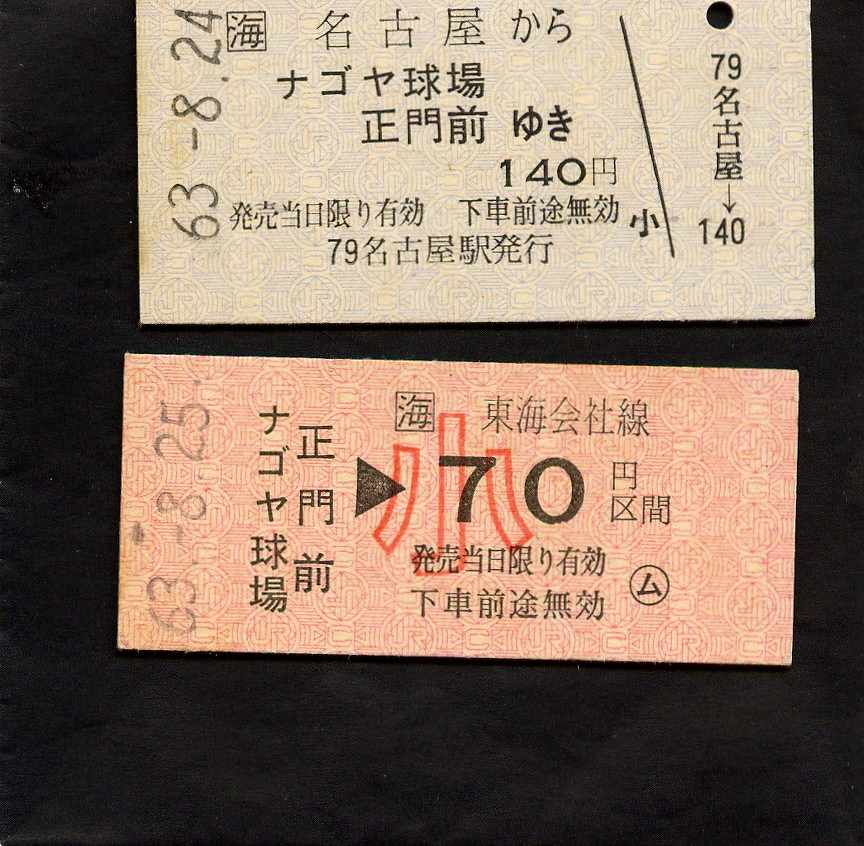 63.-8.24
海 名古屋から
ナゴヤ球場
正門前 ゆき
140円
発売当日限り有効 下車前途無効
79名古屋駅発行
小
79名古屋→140
63.-8.25.
ナゴヤ球場
正門前
海 東海会社線
小
▶70円区間
発売当日限り有効
下車前途無効
㋰